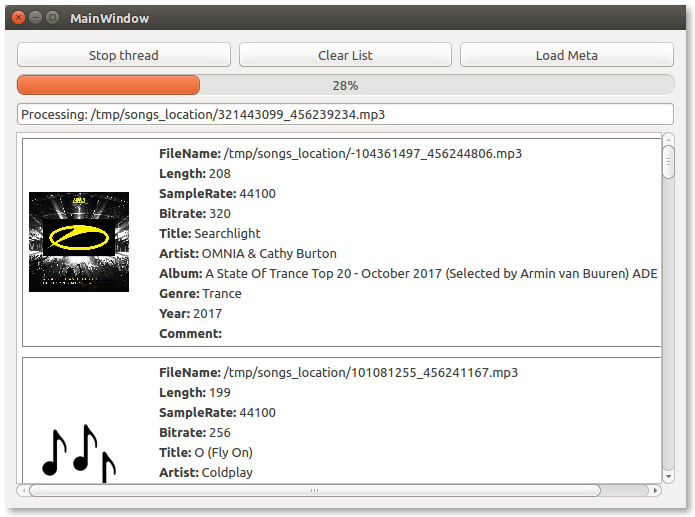 MainWindow
Stop thread
Clear List
Load Meta
28%
Processing: /tmp/songs_location/321443099_456239234.mp3
FileName: /tmp/songs_location/-104361497_456244806.mp3
Length: 208
SampleRate: 44100
Bitrate: 320
Title: Searchlight
Artist: OMNIA & Cathy Burton
Album: A State Of Trance Top 20 - October 2017 (Selected by Armin van Buuren) ADE
Genre: Trance
Year: 2017
Comment:
FileName: /tmp/songs_location/101081255_456241167.mp3
Length: 199
SampleRate: 44100
Bitrate: 256
Title: O (Fly On)
Artist: Coldplay